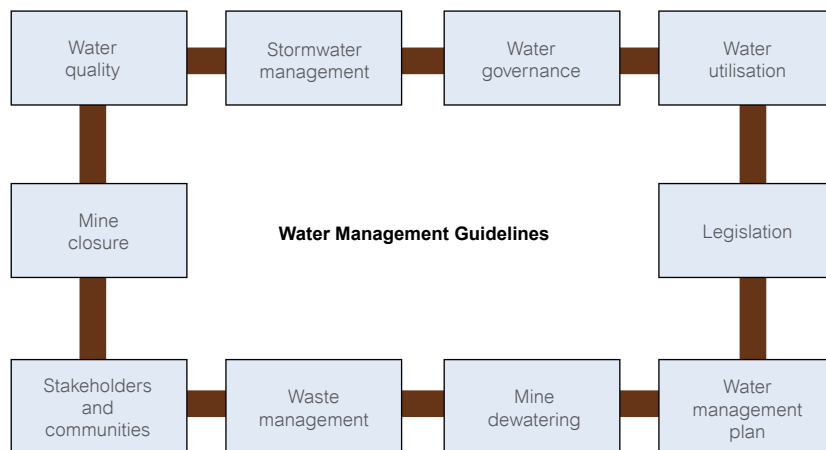 Water
quality
Stormwater
management
Water
governance
Water
utilisation
Mine
closure
Water Management Guidelines
Legislation
Stakeholders
and
communities
Waste
management
Mine
dewatering
Water
management
plan